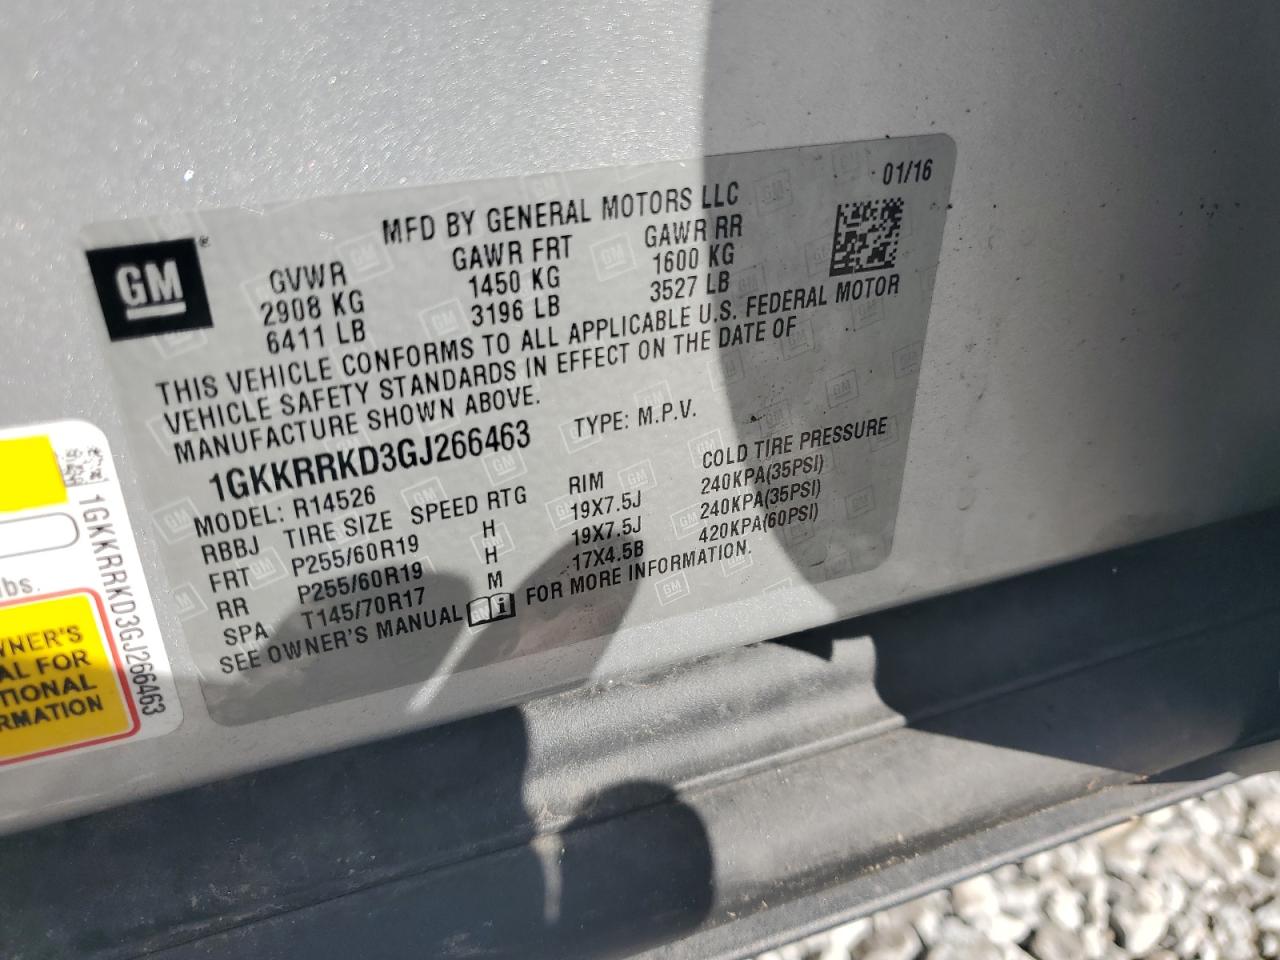 01/16
MFD BY GENERAL MOTORS LLC
GM ®
GVWR GAWR FRT GAWR RR
2908 KG 1450 KG 1600 KG
6411 LB 3196 LB 3527 LB
THIS VEHICLE CONFORMS TO ALL APPLICABLE U.S. FEDERAL MOTOR
VEHICLE SAFETY STANDARDS IN EFFECT ON THE DATE OF
MANUFACTURE SHOWN ABOVE.
1GKKRRKD3GJ266463 TYPE: M.P.V.
MODEL: R14526
RBBJ TIRE SIZE SPEED RTG RIM COLD TIRE PRESSURE
FRT P255/60R19 H 19X7.5J 240KPA(35PSI)
RR P255/60R19 H 19X7.5J 240KPA(35PSI)
SPA T145/70R17 M 17X4.5B 420KPA(60PSI)
SEE OWNER'S MANUAL FOR MORE INFORMATION.
1GKKRRKD3GJ266463
lbs.
WNER'S
AL FOR
TIONAL
RMATION